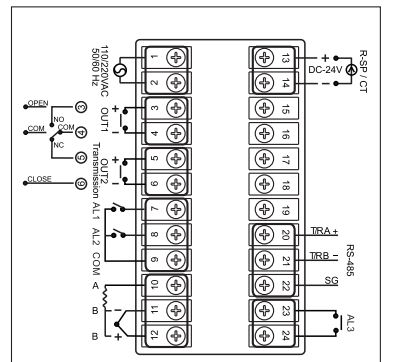 110/220VAC
50/60 Hz
OPEN
COM
CLOSE
3
4
5
6
NO
COM
NC
+
OUT1
-
+
OUT2
-
Transmission
AL1
AL2
COM
A
B
B
-
+
1
2
3
4
5
6
7
8
9
10
11
12
13
14
15
16
17
18
19
20
21
22
23
24
+
DC-24V
-
R-SP / CT
T/RA +
T/RB -
SG
RS-485
AL3